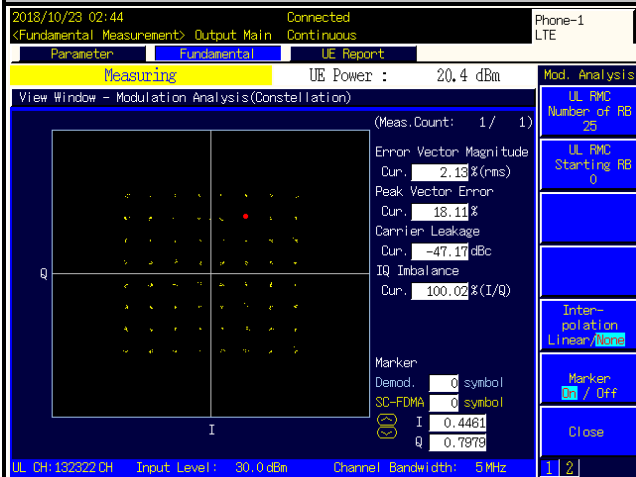 2018/10/23 02:44 Connected Phone-1
<Fundamental Measurement> Output Main Continuous LTE
Parameter Fundamental UE Report
Measuring UE Power : 20.4 dBm Mod. Analysis
View Window - Modulation Analysis(Constellation)
(Meas.Count: 1/ 1)
Error Vector Magnitude
Cur. 2.13 %(rms)
Peak Vector Error
Cur. 18.11 %
Carrier Leakage
Cur. -47.17 dBc
IQ Imbalance
Cur. 100.02 %(I/Q)
Q
I
Marker
Demod. 0 symbol
SC-FDMA 0 symbol
I 0.4461
Q 0.7979
UL RMC
Number of RB
25
UL RMC
Starting RB
0
Inter-
polation
Linear/None
Marker
On / Off
Close
UL CH: 132322 CH Input Level: 30.0 dBm Channel Bandwidth: 5 MHz 1 2